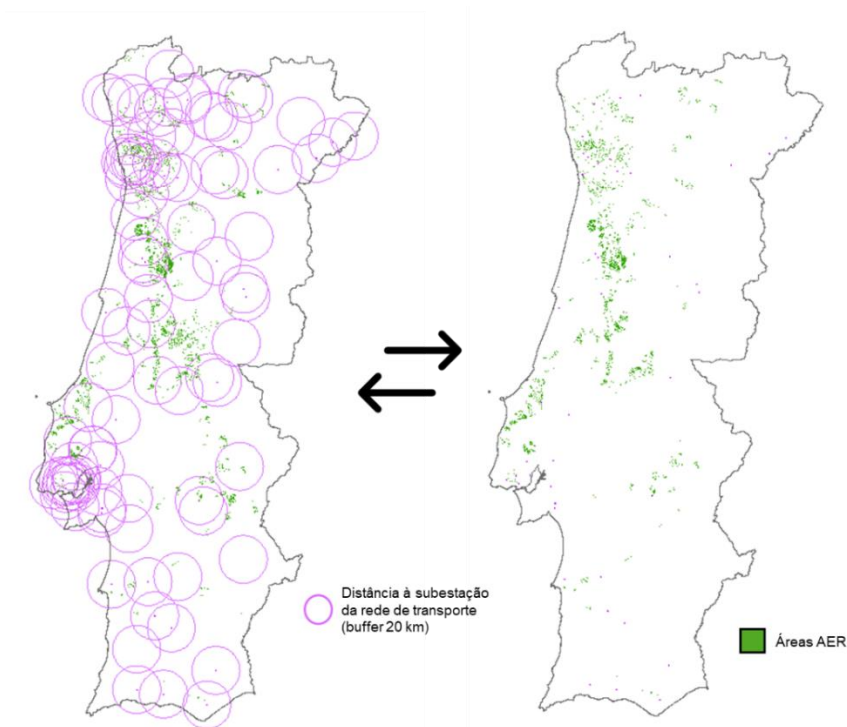 Distância à subestação
da rede de transporte
(buffer 20 km)
Áreas AER